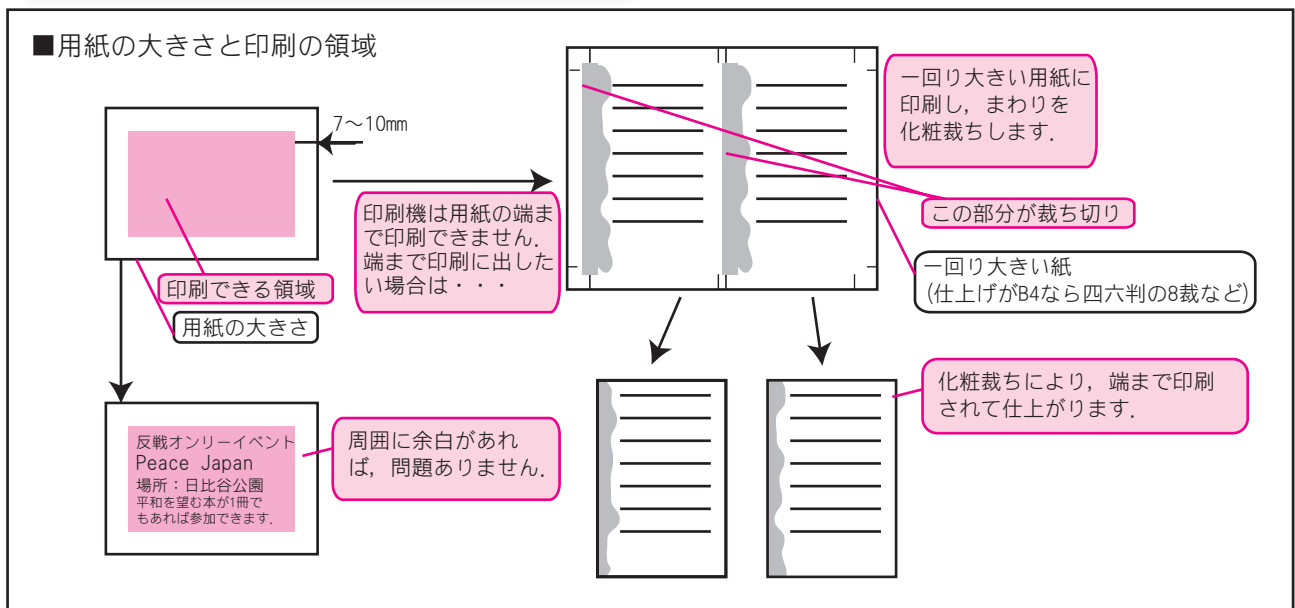 ■用紙の大きさと印刷の領域
7〜10mm
印刷できる領域
用紙の大きさ
印刷機は用紙の端ま
で印刷できません.
端まで印刷に出した
い場合は・・・
一回り大きい用紙に
印刷し,まわりを
化粧裁ちします.
この部分が裁ち切り
一回り大きい紙
(仕上げがB4なら四六判の8裁など)
反戦オンリーイベント
Peace Japan
場所：日比谷公園
平和を望む本が1冊で
もあれば参加できます.
周囲に余白があれ
ば,問題ありません.
化粧裁ちにより,端まで印刷
されて仕上がります.